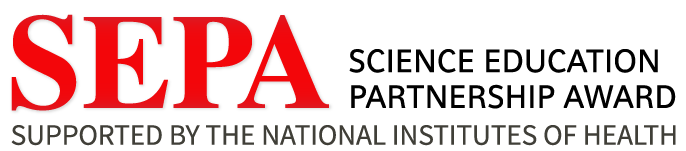 SEPA
SCIENCE EDUCATION
PARTNERSHIP AWARD
SUPPORTED BY THE NATIONAL INSTITUTES OF HEALTH